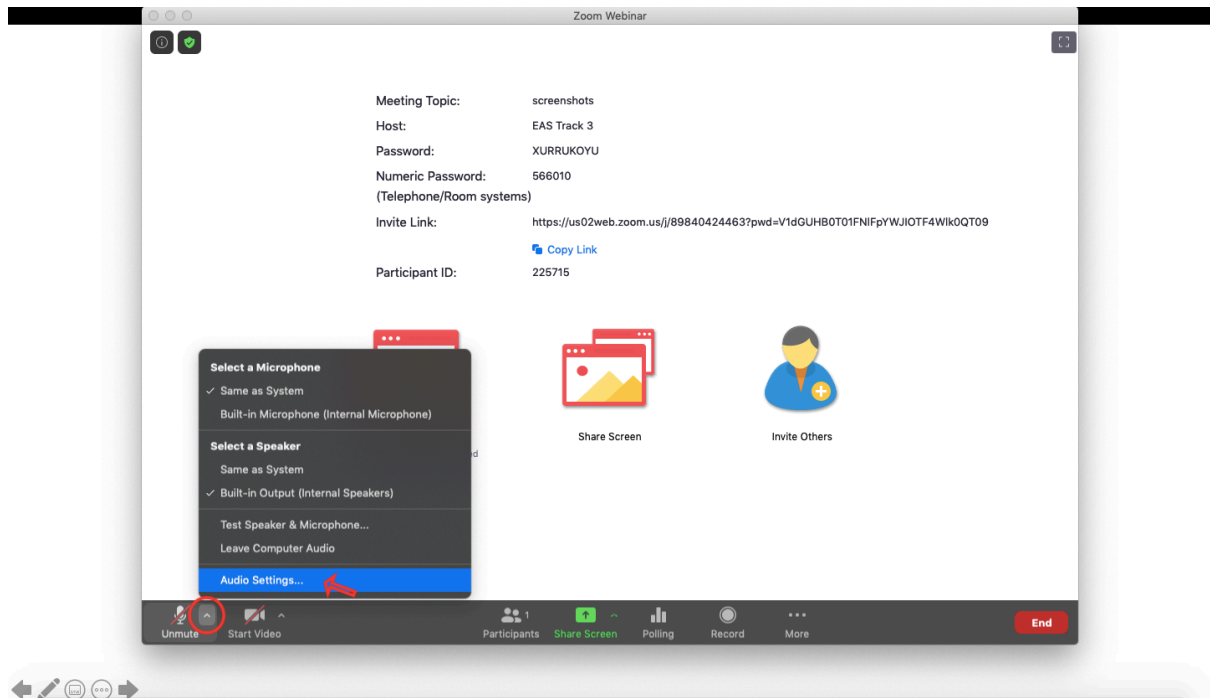 Zoom Webinar
Meeting Topic: screenshots
Host: EAS Track 3
Password: XURRUKOYU
Numeric Password: 566010
(Telephone/Room systems)
Invite Link: https://us02web.zoom.us/j/89840424463?pwd=V1dGUHB0T01FNlFpYWJIOTF4Wlk0QT09
Copy Link
Participant ID: 225715
Select a Microphone
✓ Same as System
Built-in Microphone (Internal Microphone)
Select a Speaker
Same as System
✓ Built-in Output (Internal Speakers)
Test Speaker & Microphone...
Leave Computer Audio
Audio Settings...
Share Screen
Invite Others
1
Unmute Start Video Participants Share Screen Polling Record More End